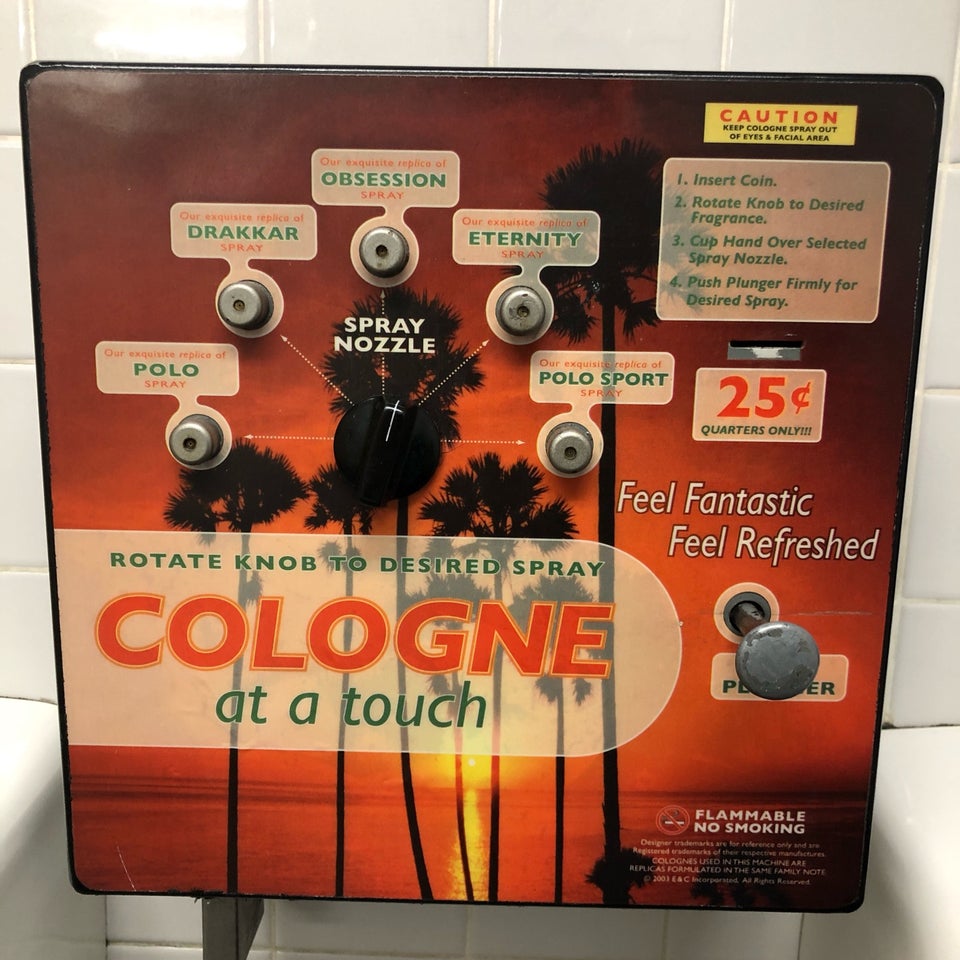 CAUTION
KEEP COLOGNE SPRAY OUT
OF EYES & FACIAL AREA
Our exquisite replica of
OBSESSION
SPRAY
Our exquisite replica of
DRAKKAR
SPRAY
Our exquisite replica of
ETERNITY
SPRAY
Our exquisite replica of
POLO
SPRAY
Our exquisite replica of
POLO SPORT
SPRAY
SPRAY
NOZZLE
1. Insert Coin.
2. Rotate Knob to Desired
Fragrance.
3. Cup Hand Over Selected
Spray Nozzle.
4. Push Plunger Firmly for
Desired Spray.
25¢
QUARTERS ONLY!!!
Feel Fantastic
Feel Refreshed
ROTATE KNOB TO DESIRED SPRAY
COLOGNE
at a touch
FLAMMABLE
NO SMOKING
Designer trademarks are for reference only and are
Registered trademarks of their respective manufactures.
COLOGNES USED IN THIS MACHINE ARE
REPLICAS FORMULATED IN THE SAME FAMILY NOTE
© 2003 E&C Incorporated. All Rights Reserved.